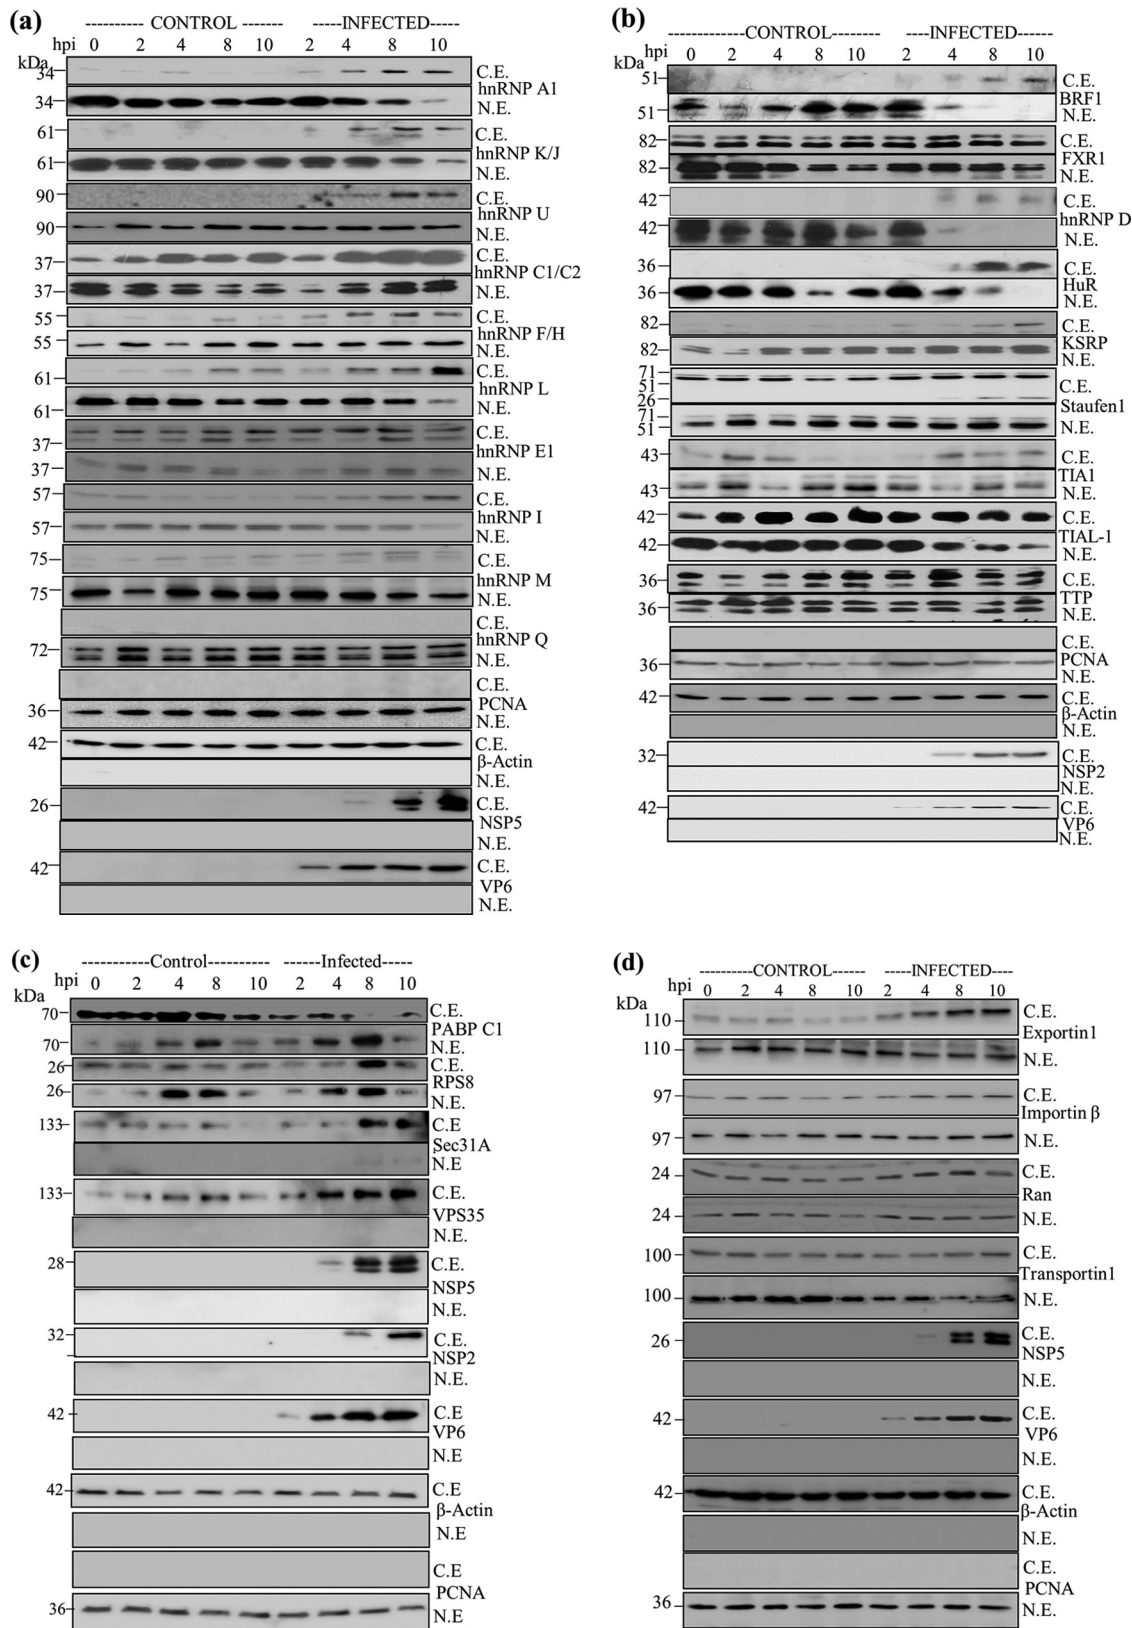 (a)
----------- CONTROL ------- -----INFECTED-----
hpi 0 2 4 8 10 2 4 8 10
kDa
34 C.E.
hnRNP A1
34 N.E.
61 C.E.
hnRNP K/J
61 N.E.
90 C.E.
hnRNP U
90 N.E.
37 C.E.
hnRNP C1/C2
37 N.E.
55 C.E.
hnRNP F/H
55 N.E.
61 C.E.
hnRNP L
61 N.E.
37 C.E.
hnRNP E1
37 N.E.
57 C.E.
hnRNP I
57 N.E.
75 C.E.
hnRNP M
75 N.E.
C.E.
hnRNP Q
72 N.E.
C.E.
PCNA
36 N.E.
42 C.E.
β-Actin
N.E.
26 C.E.
NSP5
N.E.
42 C.E.
VP6
N.E.
(b)
-------------CONTROL-------- ----INFECTED------
hpi 0 2 4 8 10 2 4 8 10
kDa
51 C.E.
BRF1
51 N.E.
82 C.E.
FXR1
82 N.E.
42 C.E.
hnRNP D
42 N.E.
36 C.E.
HuR
36 N.E.
82 C.E.
KSRP
82 N.E.
71
51 C.E.
26
Staufen1
71
51 N.E.
43 C.E.
TIA1
43 N.E.
42 C.E.
TIAL-1
42 N.E.
36 C.E.
TTP
36 N.E.
C.E.
PCNA
36 N.E.
42 C.E.
β-Actin
N.E.
32 C.E.
NSP2
N.E.
42 C.E.
VP6
N.E.
(c)
-----------Control---------- ------Infected-----
hpi 0 2 4 8 10 2 4 8 10
kDa
70 C.E.
PABP C1
70 N.E.
26 C.E.
RPS8
26 N.E.
133 C.E
Sec31A
N.E
133 C.E.
VPS35
N.E.
28 C.E.
NSP5
N.E.
32 C.E.
NSP2
N.E.
42 C.E
VP6
N.E
42 C.E
β-Actin
N.E
C.E
PCNA
36 N.E
(d)
----------CONTROL------ -----INFECTED----
hpi 0 2 4 8 10 2 4 8 10
kDa
110 C.E.
Exportin1
110 N.E.
97 C.E.
Importin β
97 N.E.
24 C.E.
Ran
24 N.E.
100 C.E.
Transportin1
100 N.E.
26 C.E.
NSP5
N.E.
42 C.E.
VP6
N.E.
42 C.E.
β-Actin
N.E.
C.E.
PCNA
36 N.E.